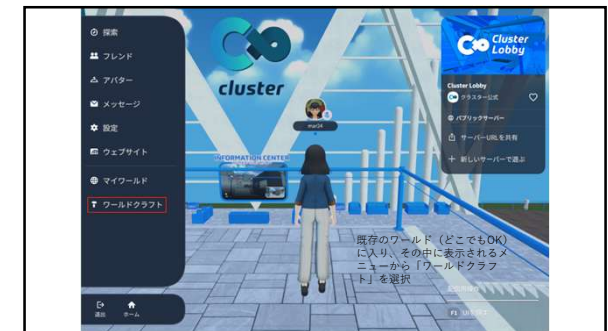 探索
フレンド
アバター
メッセージ
設定
ウェブサイト
マイワールド
ワールドクラフト
退出
ホーム
cluster
mar34
INFORMATION CENTER
Cluster
Lobby
Cluster Lobby
クラスター公式
パブリックサーバー
サーバーURLを共有
新しいサーバーで遊ぶ
既存のワールド（どこでもOK）
に入り、その中に表示されるメ
ニューから「ワールドクラフ
ト」を選択
F1